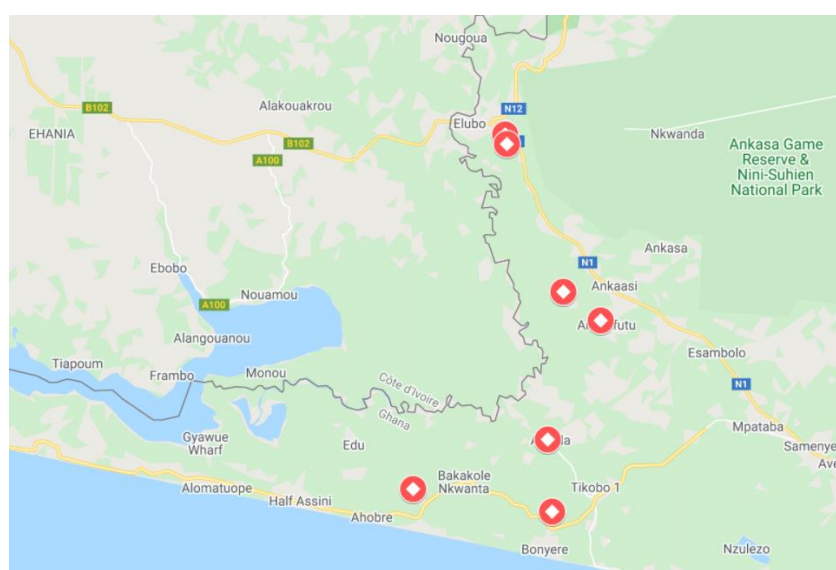 Nougoua
B102
Alakouakrou
N12
EHANIA
Elubo
B102
Nkwanda
A100
Ankasa Game
Reserve &
Nini-Suhien
National Park
Ankasa
Ebobo
N1
Nouamou
Ankaasi
A100
Alangouanou
Esambolo
Tiapoum
Frambo
Monou
Côte d'Ivoire
N1
Ghana
Mpataba
Gyawue
Wharf
Edu
Samenye
Bakakole
Nkwanta
Alomatuope
Tikobo 1
Half Assini
Ahobre
Bonyere
Nzulezo